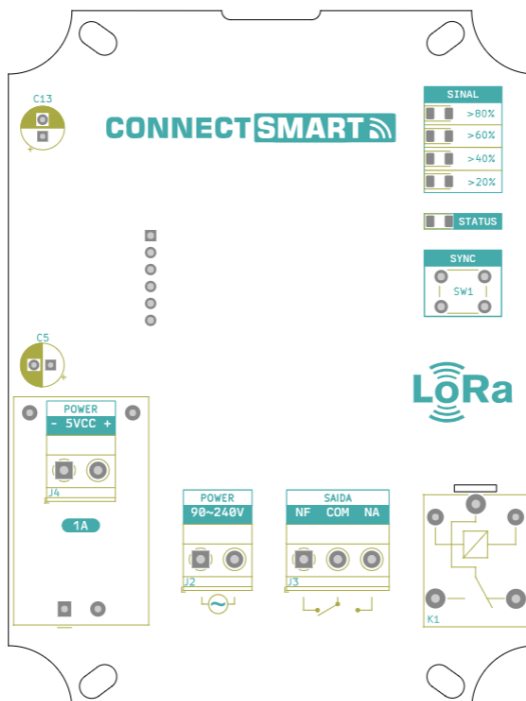 C13
+
CONNECTSMART
SINAL
>80%
>60%
>40%
>20%
STATUS
SYNC
SW1
C5
+
LoRa
POWER
- 5VCC +
J4
1A
POWER
90~240V
J2
~
SAIDA
NF COM NA
J3
K1